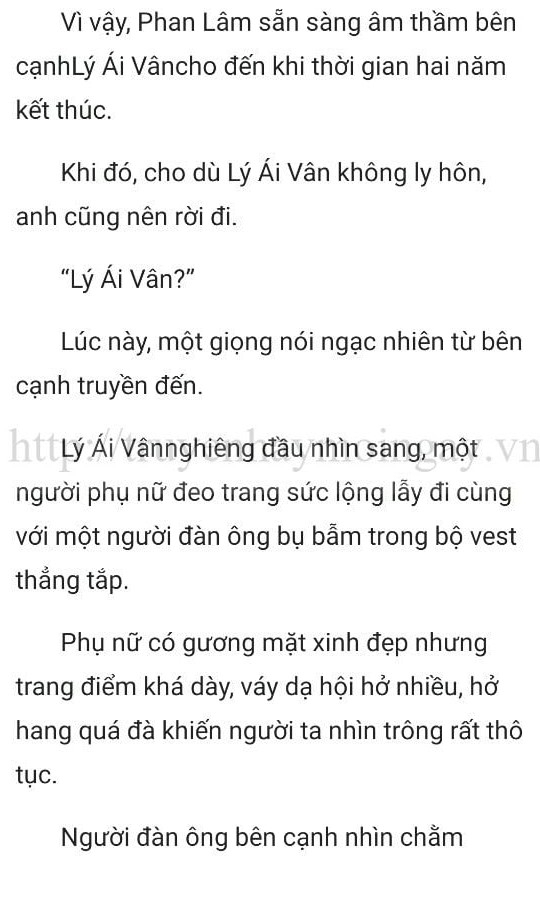 Vì vậy, Phan Lâm sẵn sàng âm thầm bên
cạnhLý Ái Vâncho đến khi thời gian hai năm
kết thúc.
Khi đó, cho dù Lý Ái Vân không ly hôn,
anh cũng nên rời đi.
“Lý Ái Vân?”
Lúc này, một giọng nói ngạc nhiên từ bên
cạnh truyền đến.
http://truyenhaymoingay.vn
Lý Ái Vânnghiêng đầu nhìn sang, một
người phụ nữ đeo trang sức lộng lẫy đi cùng
với một người đàn ông bụ bẫm trong bộ vest
thẳng tắp.
Phụ nữ có gương mặt xinh đẹp nhưng
trang điểm khá dày, váy dạ hội hở nhiều, hở
hang quá đà khiến người ta nhìn trông rất thô
tục.
Người đàn ông bên cạnh nhìn chằm